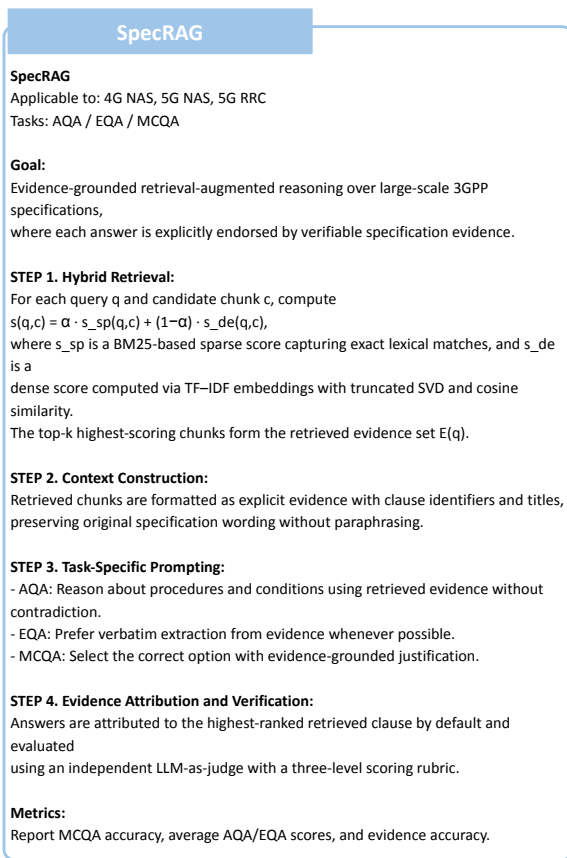 SpecRAG
SpecRAG
Applicable to: 4G NAS, 5G NAS, 5G RRC
Tasks: AQA / EQA / MCQA
Goal:
Evidence-grounded retrieval-augmented reasoning over large-scale 3GPP
specifications,
where each answer is explicitly endorsed by verifiable specification evidence.
STEP 1. Hybrid Retrieval:
For each query q and candidate chunk c, compute
s(q,c) = α · s_sp(q,c) + (1−α) · s_de(q,c),
where s_sp is a BM25-based sparse score capturing exact lexical matches, and s_de
is a
dense score computed via TF–IDF embeddings with truncated SVD and cosine
similarity.
The top-k highest-scoring chunks form the retrieved evidence set E(q).
STEP 2. Context Construction:
Retrieved chunks are formatted as explicit evidence with clause identifiers and titles,
preserving original specification wording without paraphrasing.
STEP 3. Task-Specific Prompting:
- AQA: Reason about procedures and conditions using retrieved evidence without
contradiction.
- EQA: Prefer verbatim extraction from evidence whenever possible.
- MCQA: Select the correct option with evidence-grounded justification.
STEP 4. Evidence Attribution and Verification:
Answers are attributed to the highest-ranked retrieved clause by default and
evaluated
using an independent LLM-as-judge with a three-level scoring rubric.
Metrics:
Report MCQA accuracy, average AQA/EQA scores, and evidence accuracy.